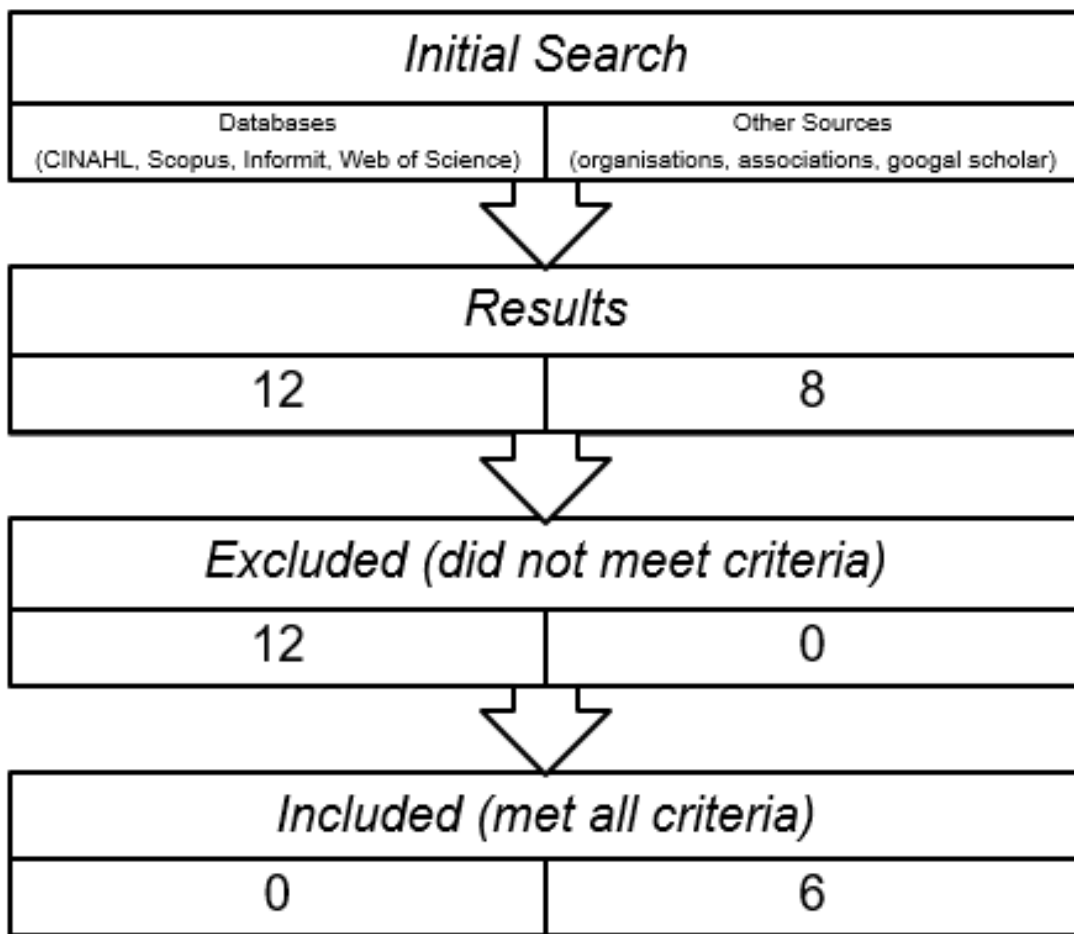 Initial Search
Databases
(CINAHL, Scopus, Informit, Web of Science)
Other Sources
(organisations, associations, googal scholar)
Results
12
8
Excluded (did not meet criteria)
12
0
Included (met all criteria)
0
6